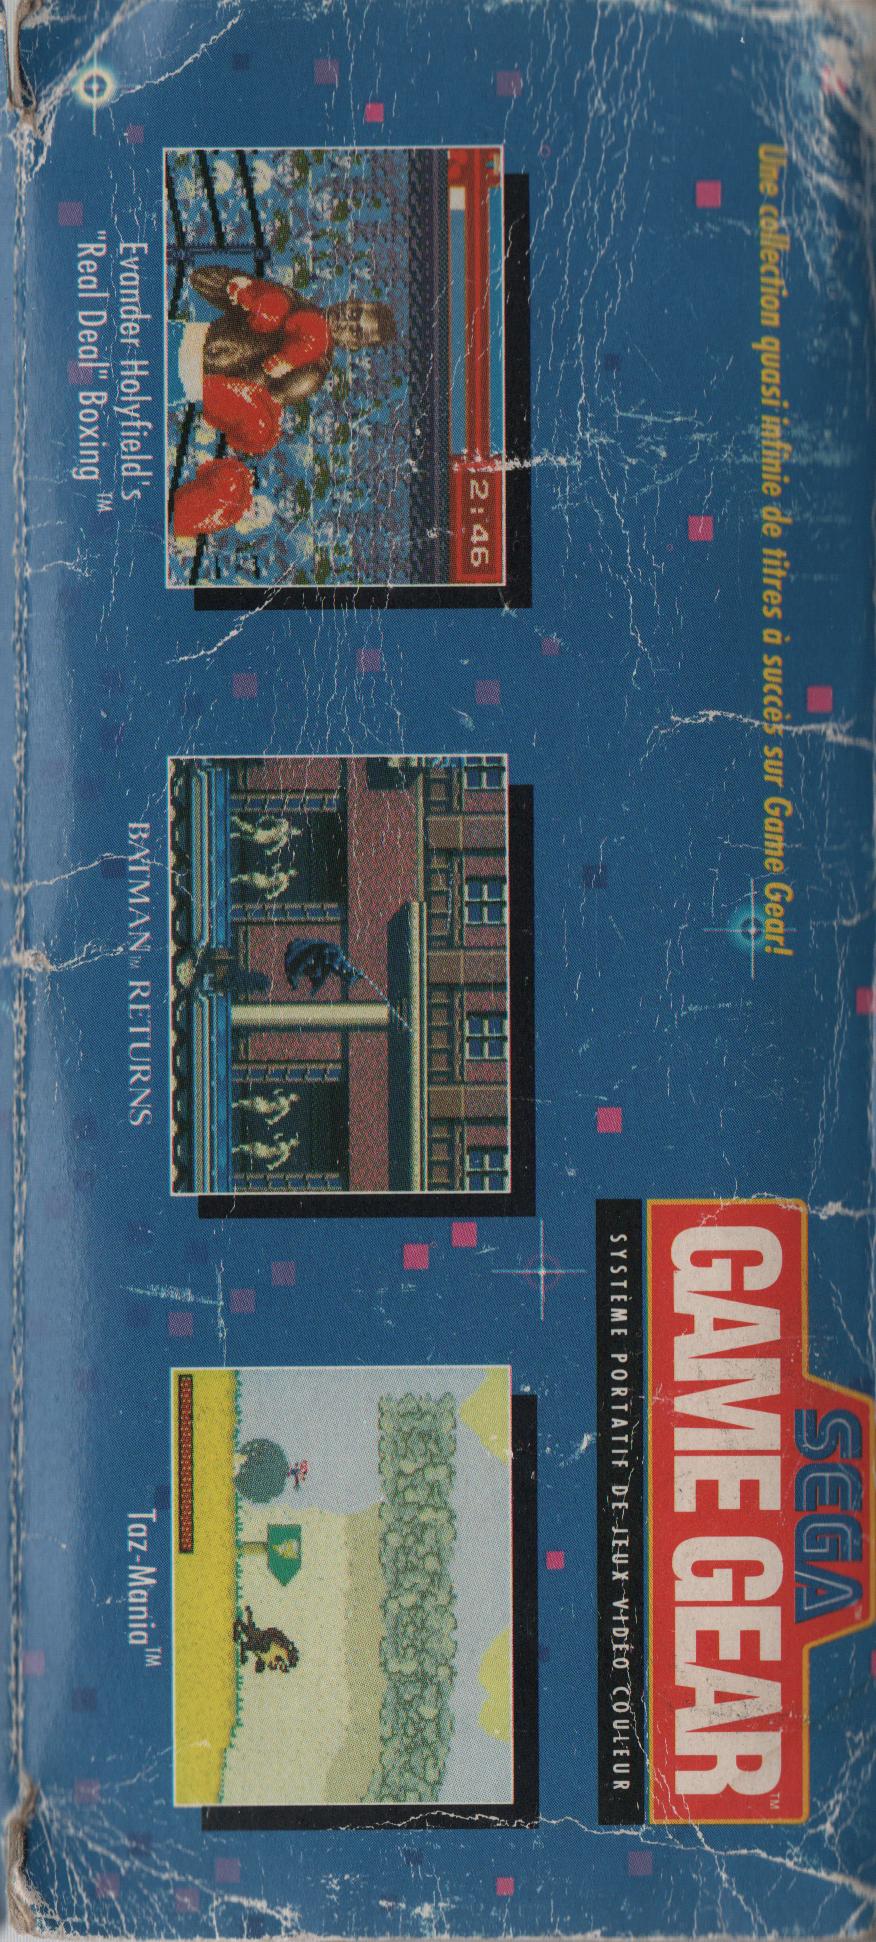 Une collection quasi infinie de titres à succès sur Game Gear!
SEGA™
GAME GEAR™
SYSTÈME PORTATIF DE JEUX VIDÉO COULEUR
2:46
Evander Holyfield's
"Real Deal" Boxing™
BATMAN™ RETURNS
Taz-Mania™